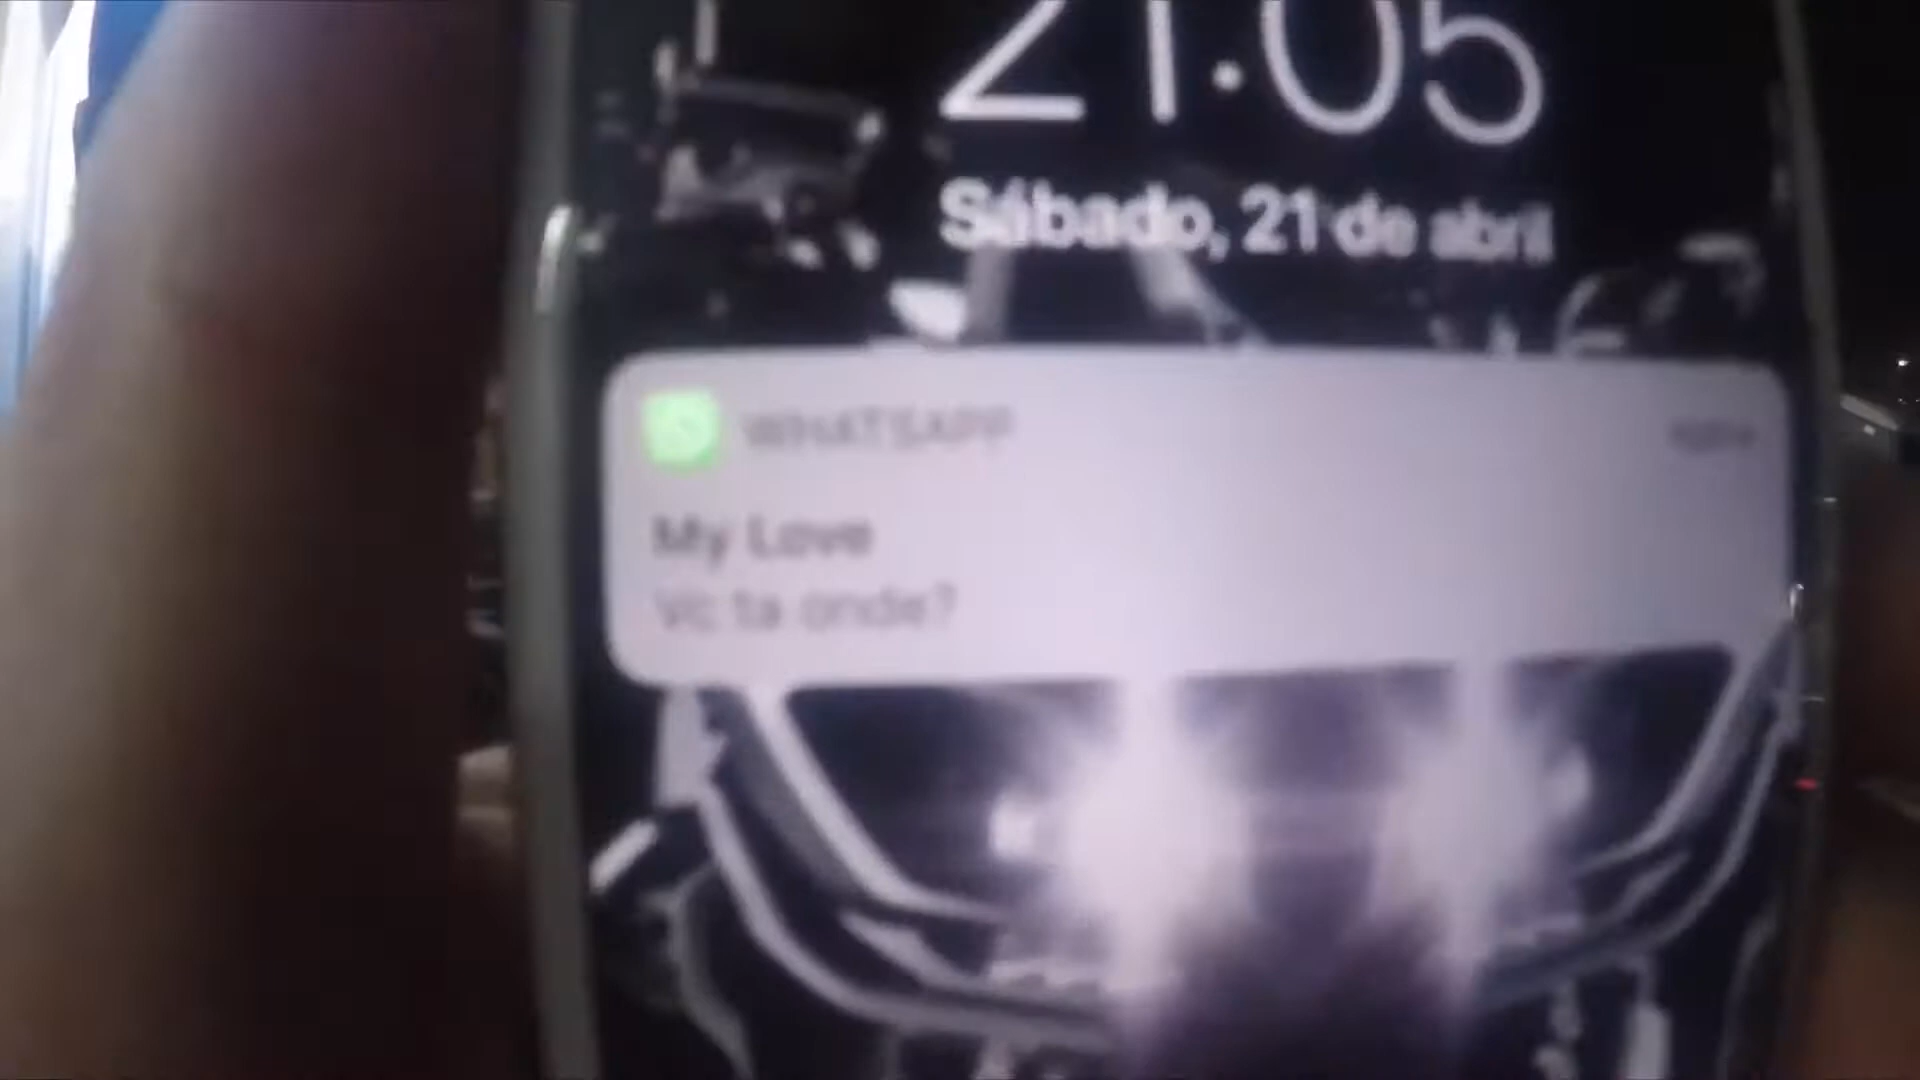 21:05
Sábado, 21 de abril
WHATSAPP
My Love
Vc ta onde?